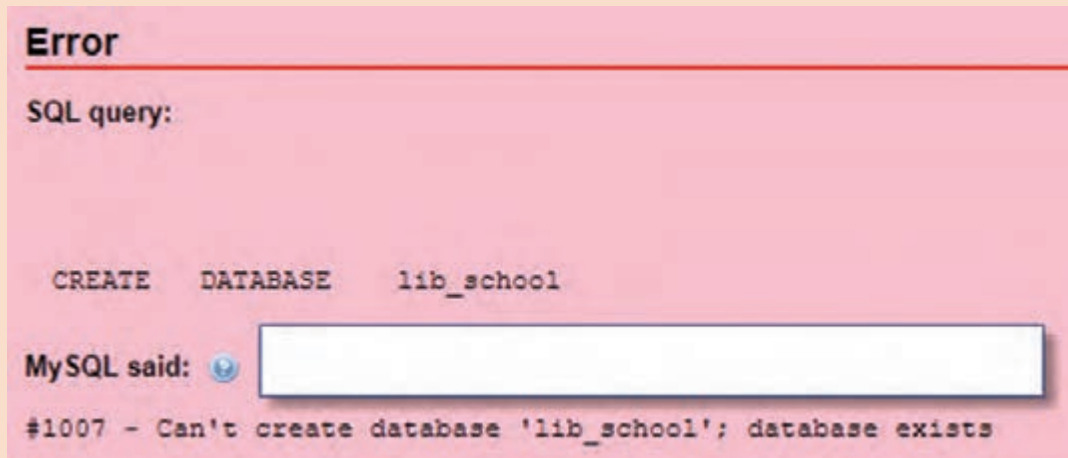 Error
SQL query:
CREATE DATABASE lib_school
MySQL said:
#1007 - Can't create database 'lib_school'; database exists